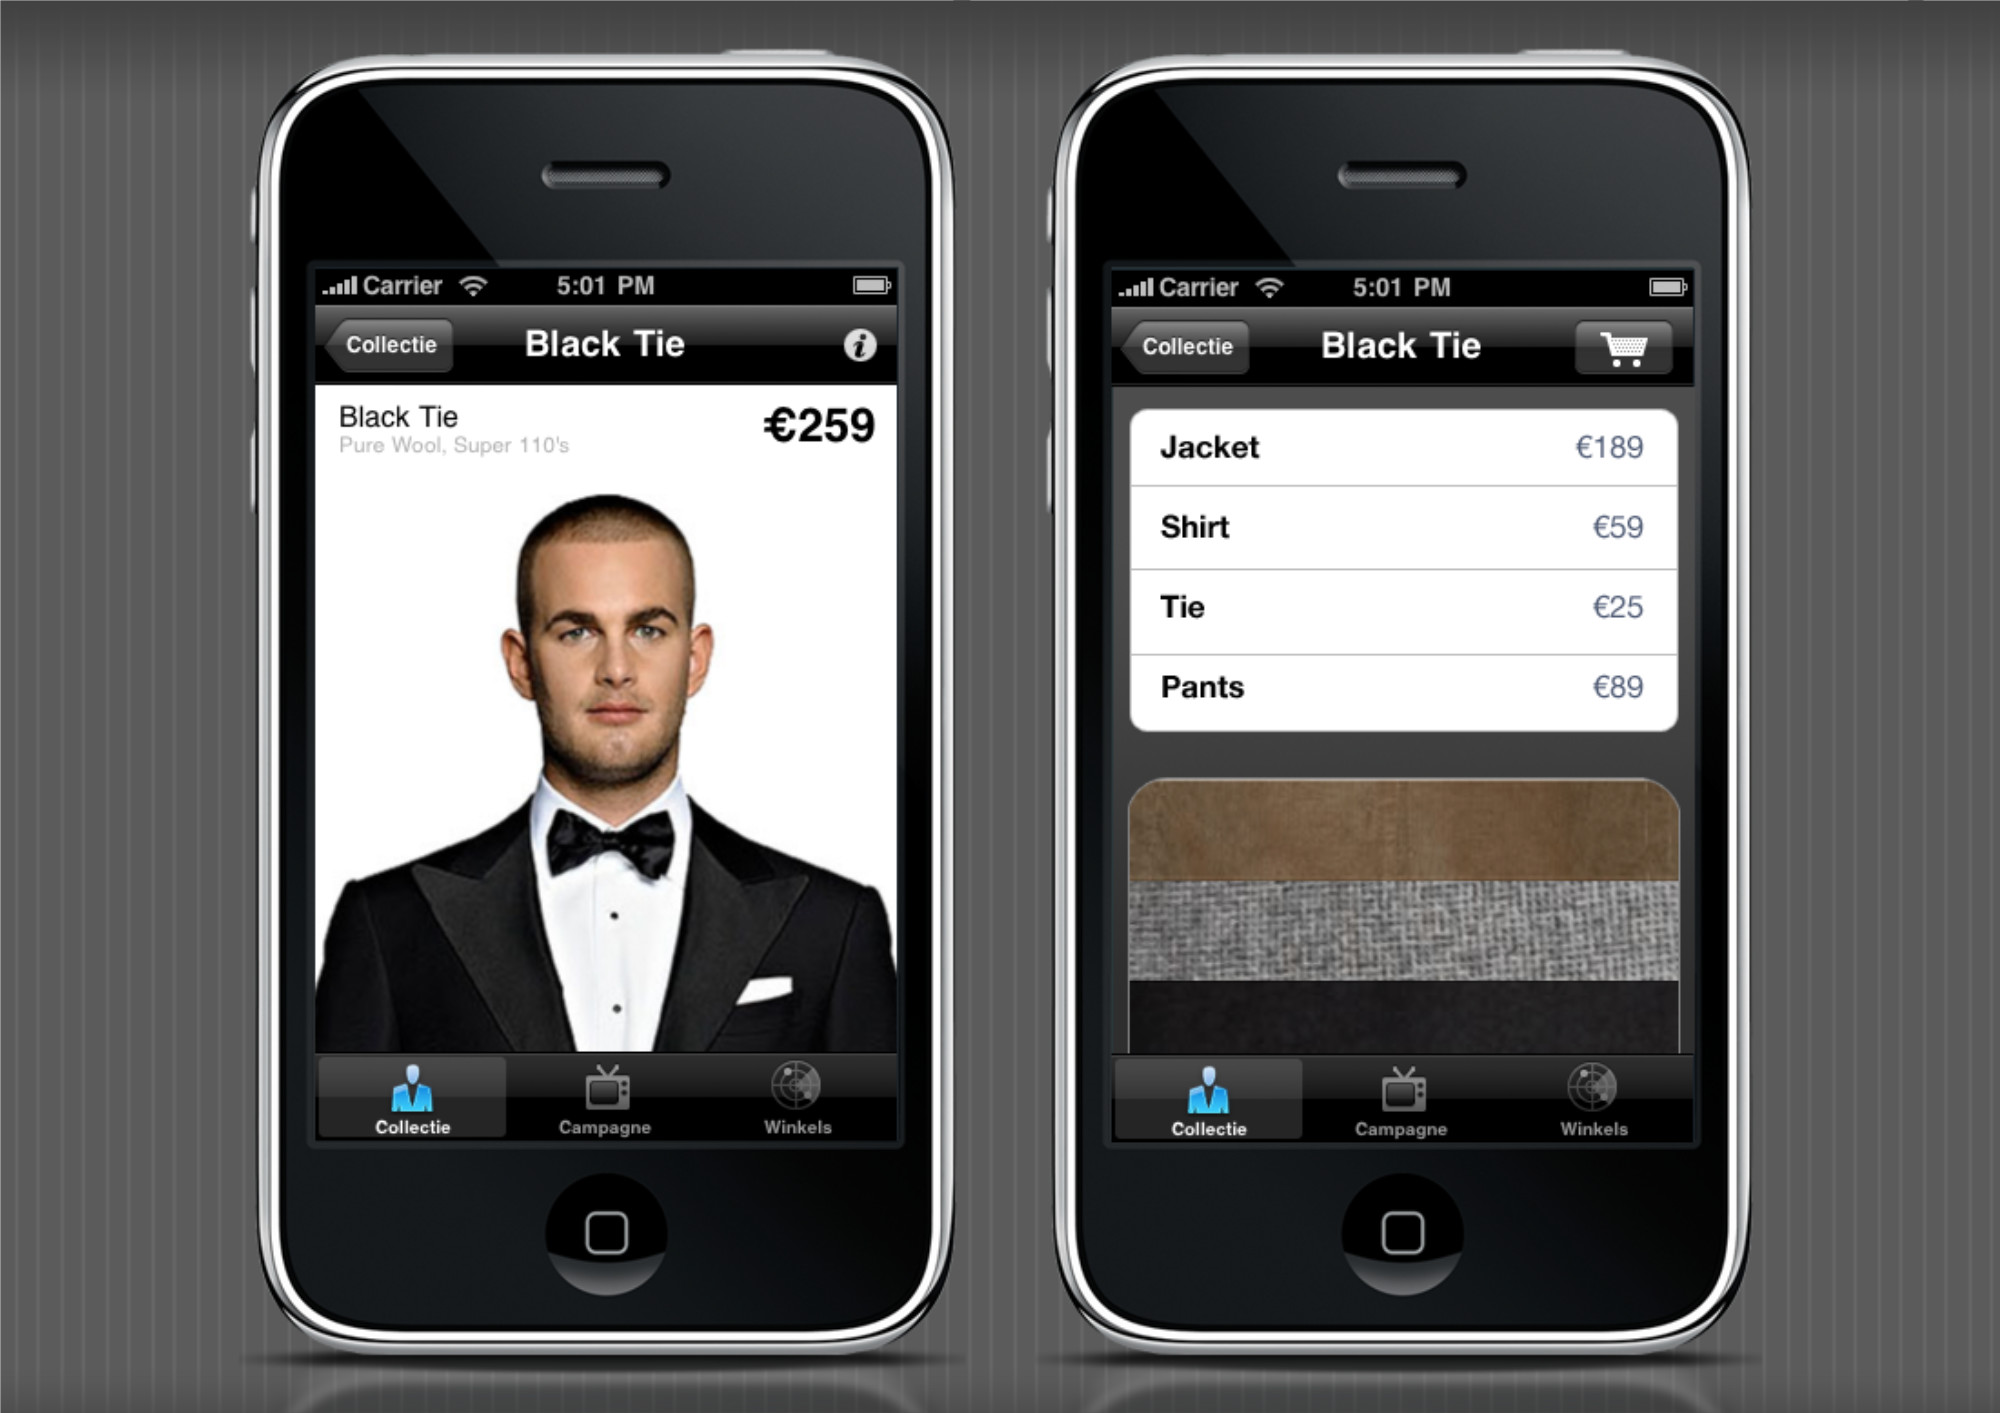 Carrier 5:01 PM
Collectie Black Tie
Black Tie €259
Pure Wool, Super 110's
Collectie Campagne Winkels
Carrier 5:01 PM
Collectie Black Tie
Jacket €189
Shirt €59
Tie €25
Pants €89
Collectie Campagne Winkels